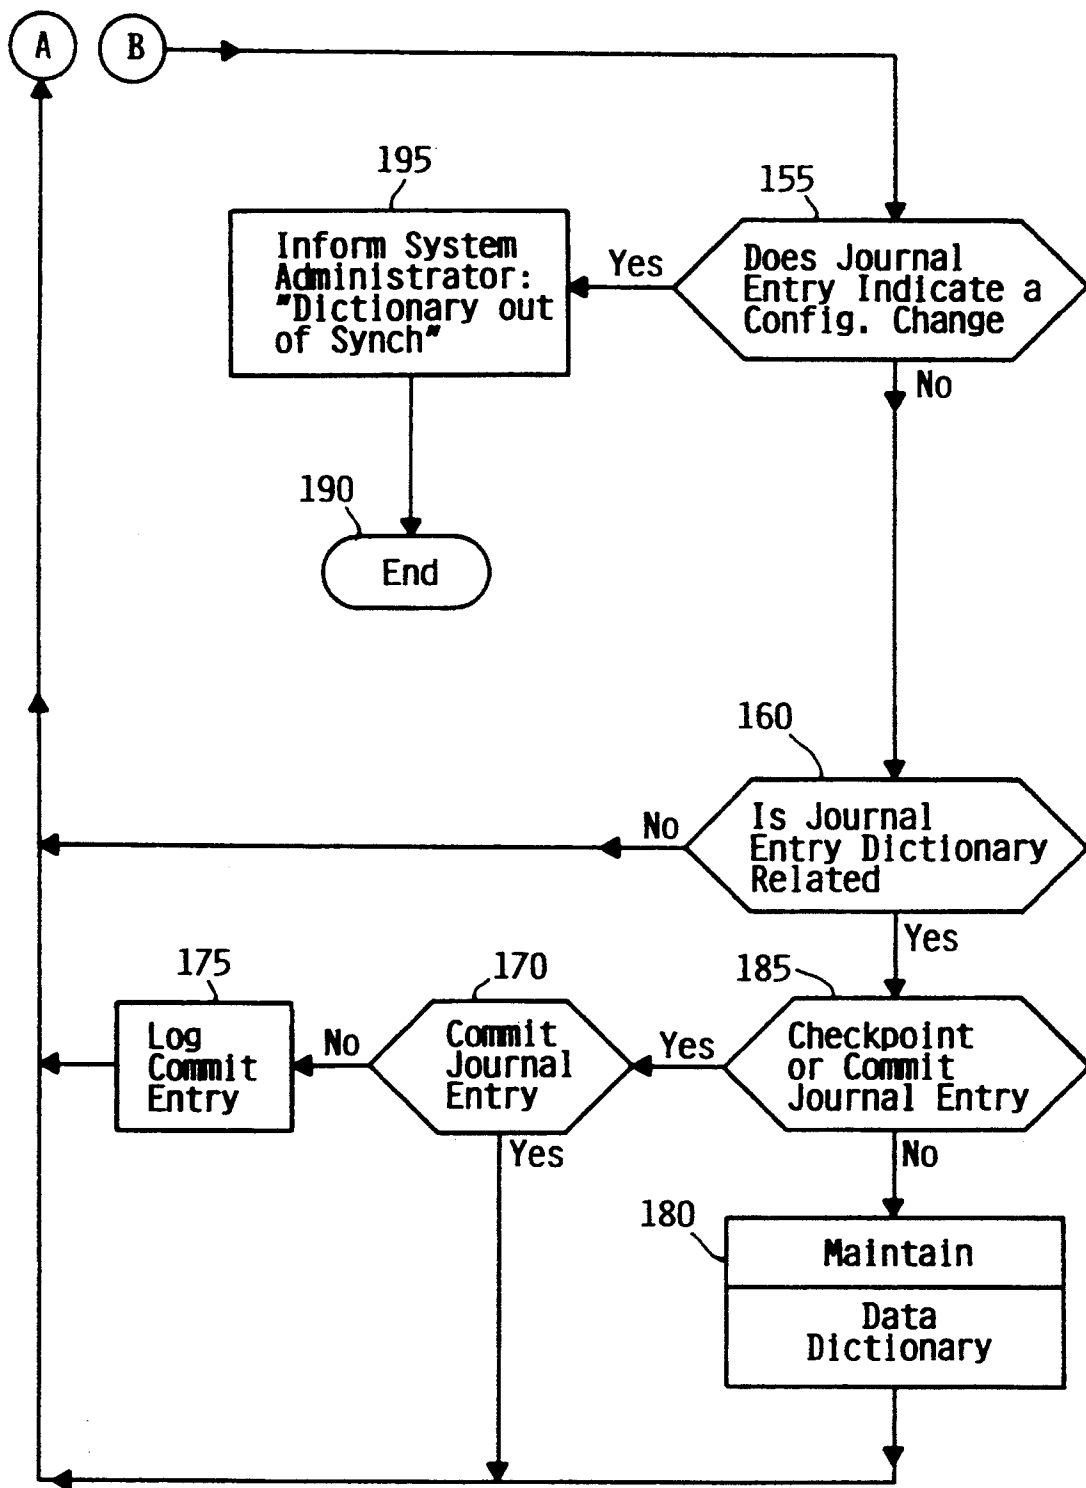 A
B
195
155
Inform System
Administrator:
"Dictionary out
of Synch"
Yes
Does Journal
Entry Indicate a
Config. Change
No
190
End
160
No
Is Journal
Entry Dictionary
Related
Yes
175
170
185
Log
Commit
Entry
No
Commit
Journal
Entry
Yes
Checkpoint
or Commit
Journal Entry
Yes
No
180
Maintain
Data
Dictionary